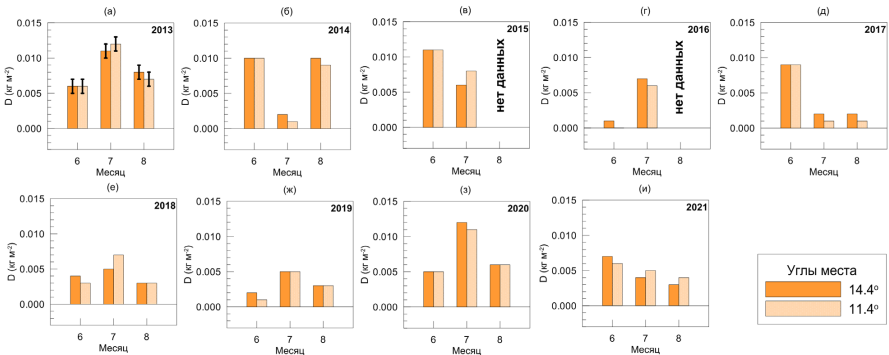 (а)
2013
D (кг м-2)
0.015
0.010
0.005
0.000
6 7 8
Месяц
(б)
2014
D (кг м-2)
0.015
0.010
0.005
0.000
6 7 8
Месяц
(в)
2015
D (кг м-2)
0.015
0.010
0.005
0.000
нет данных
6 7 8
Месяц
(г)
2016
D (кг м-2)
0.015
0.010
0.005
0.000
нет данных
6 7 8
Месяц
(д)
2017
D (кг м-2)
0.015
0.010
0.005
0.000
6 7 8
Месяц
(е)
2018
D (кг м-2)
0.015
0.010
0.005
0.000
6 7 8
Месяц
(ж)
2019
D (кг м-2)
0.015
0.010
0.005
0.000
6 7 8
Месяц
(з)
2020
D (кг м-2)
0.015
0.010
0.005
0.000
6 7 8
Месяц
(и)
2021
D (кг м-2)
0.015
0.010
0.005
0.000
6 7 8
Месяц
Углы места
14.4º
11.4º